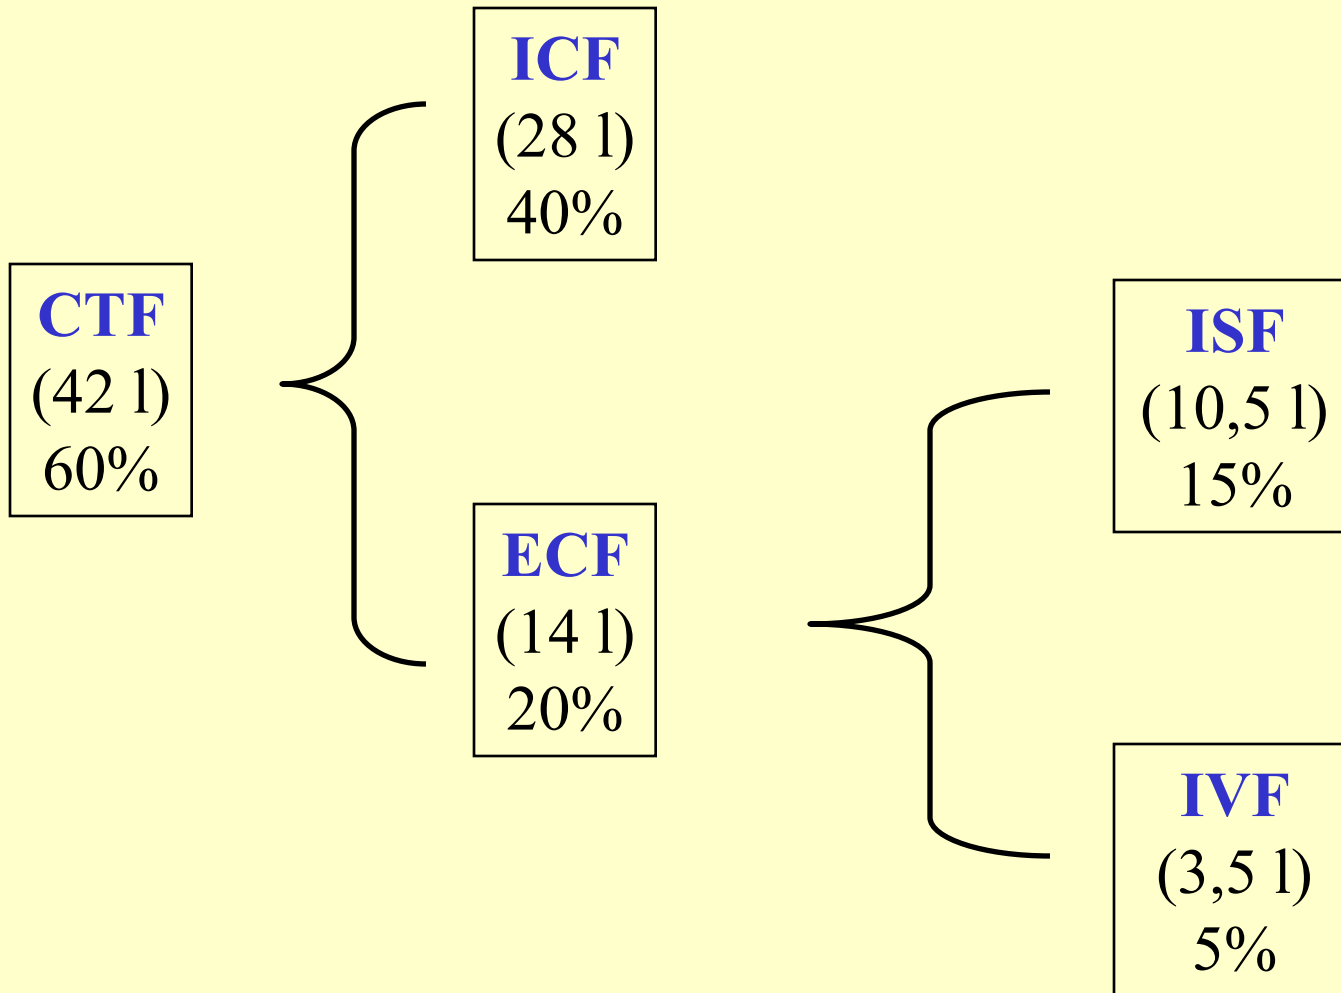 CTF
(42 l)
60%
ICF
(28 l)
40%
ECF
(14 l)
20%
ISF
(10,5 l)
15%
IVF
(3,5 l)
5%